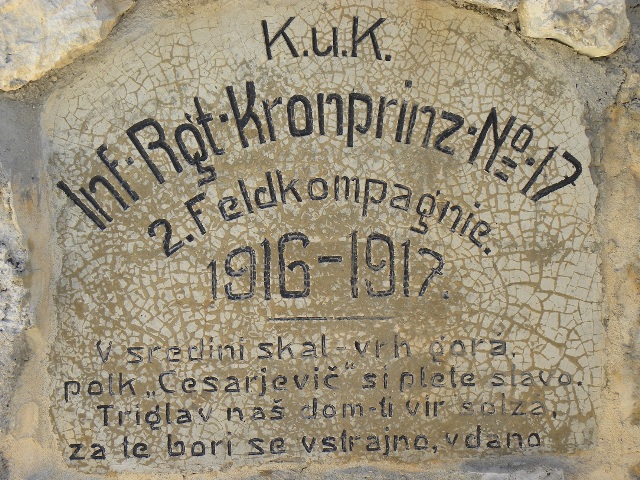 K.u.K.
Inf.Rgt.Kronprinz.No.17
2.Feldkompagnie.
1916-1917.
V sredini skal-vrh gora,
polk „Cesarjevič“ si plete slavo.
Triglav naš dom-ti vir solza,
za te bori se vstrajno, vdano